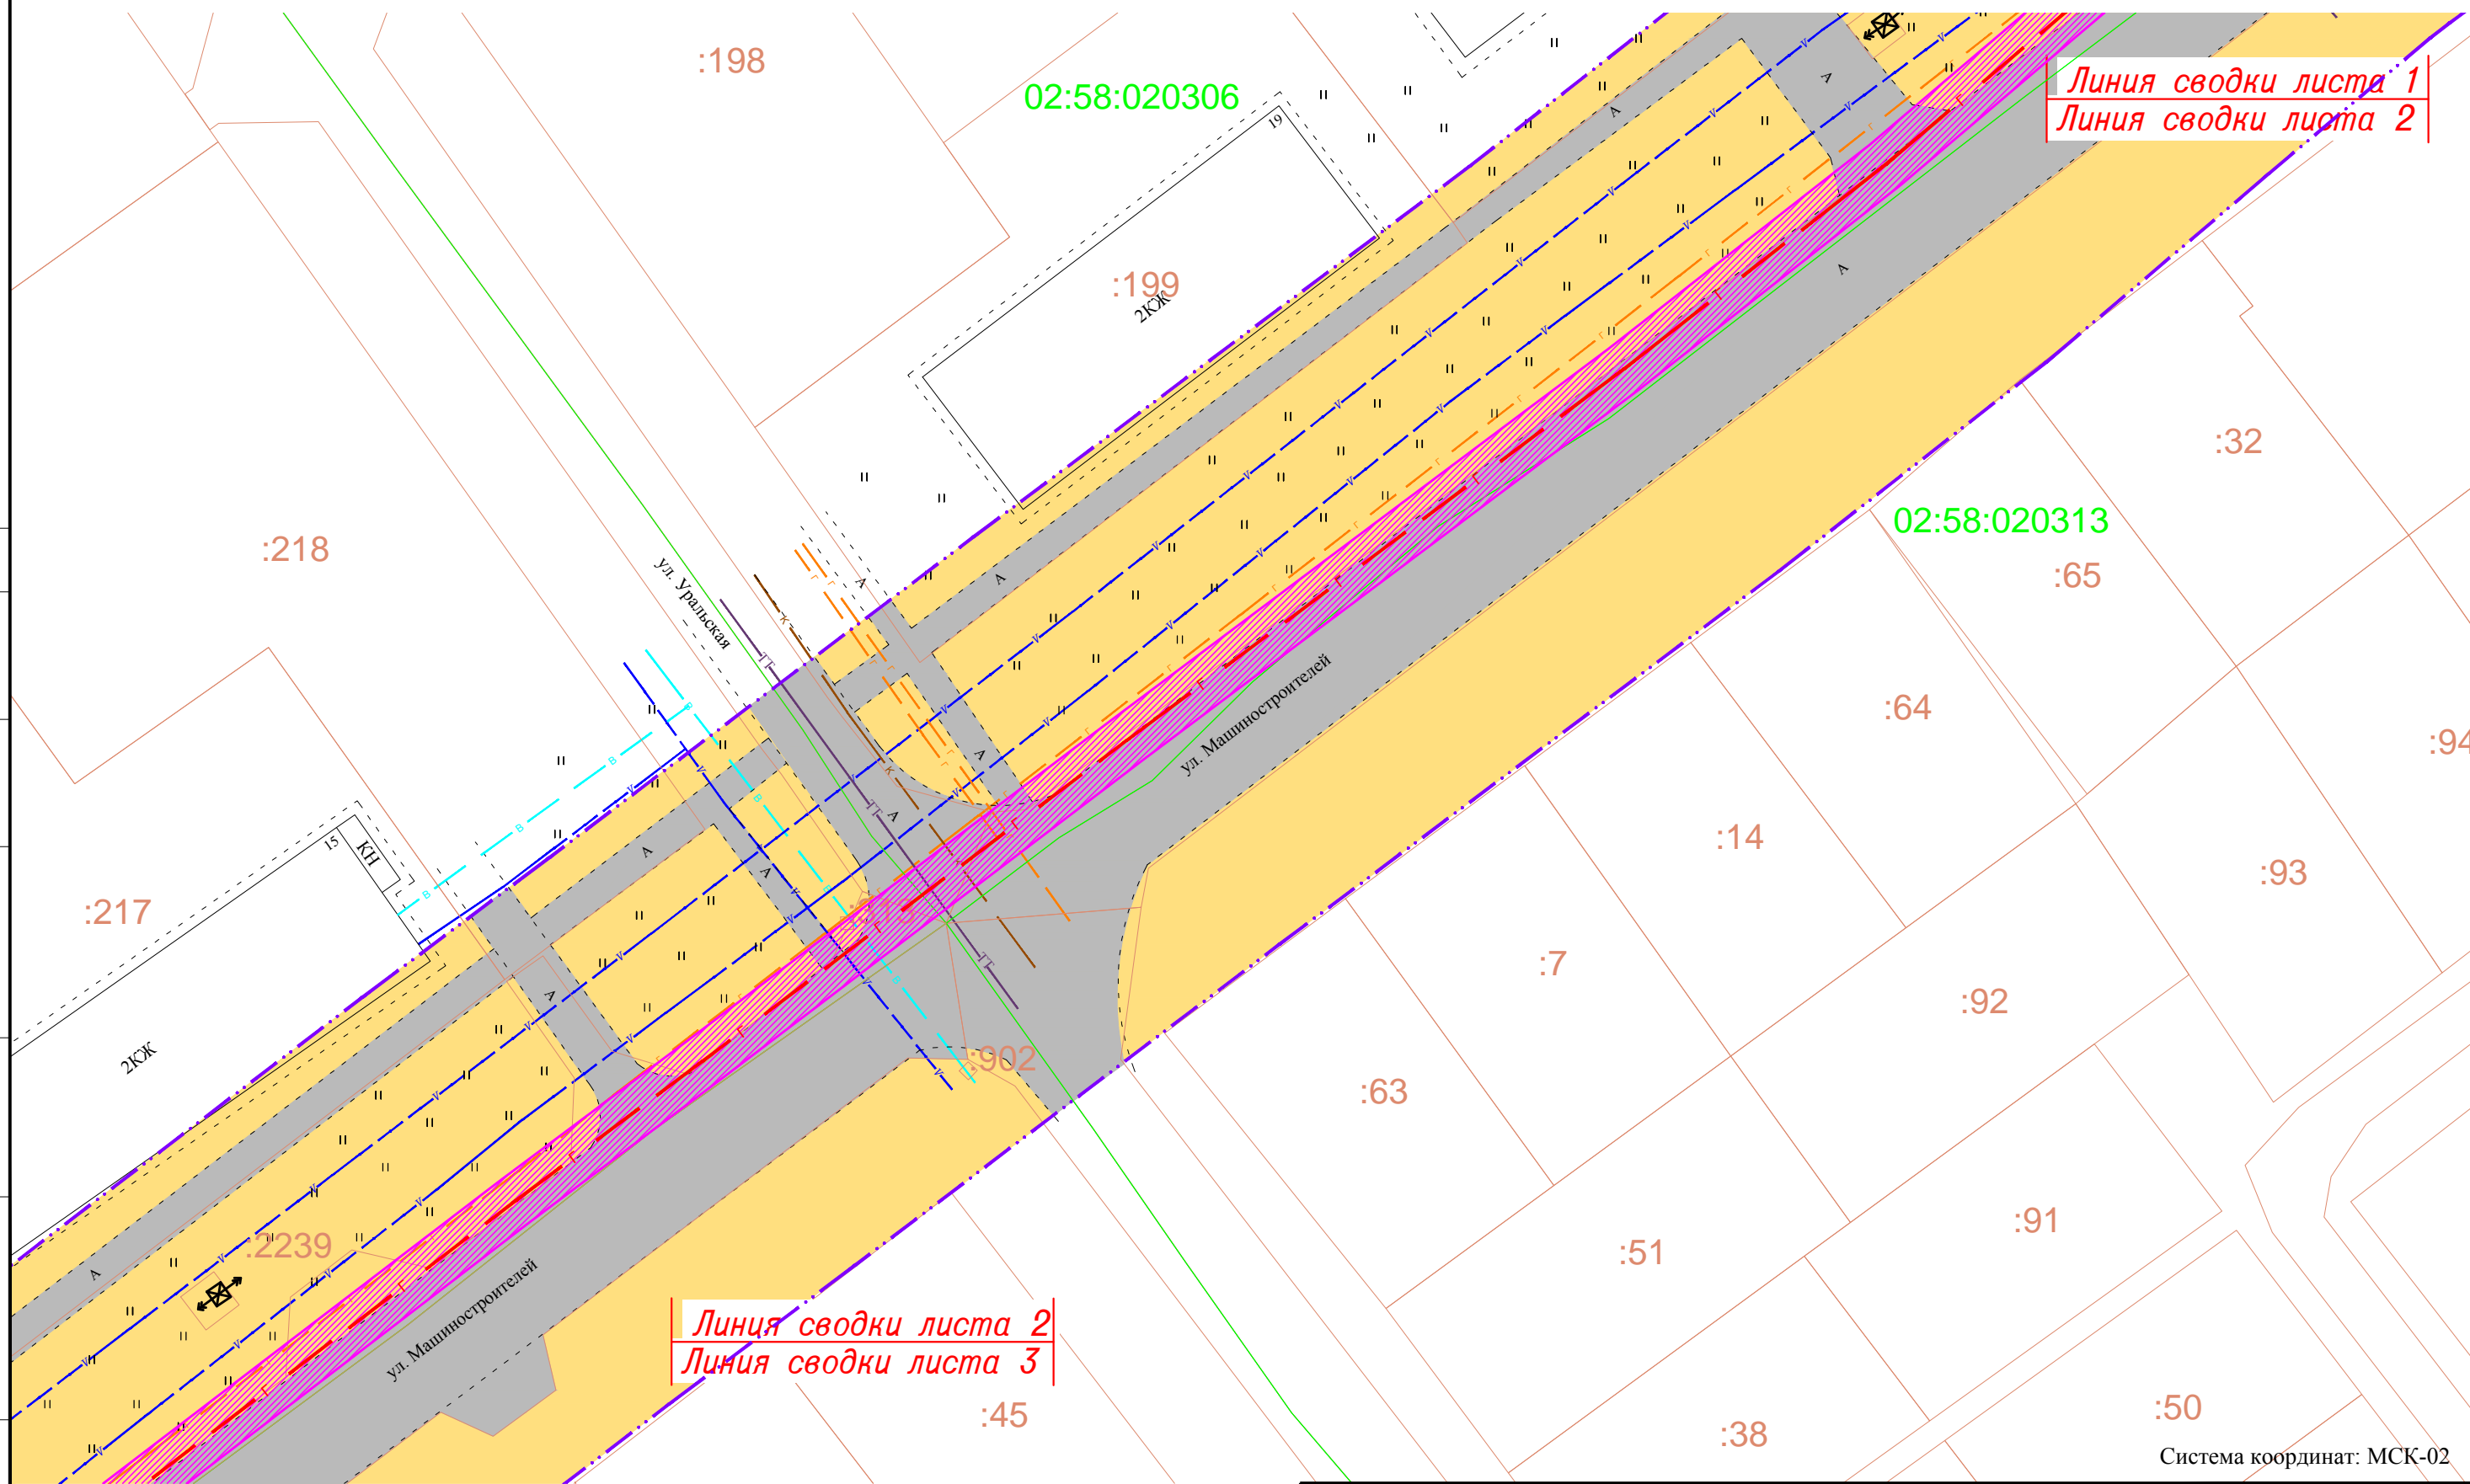 :198
02:58:020306
Линия сводки листа 1
Линия сводки листа 2
19
:199
2КЖ
:32
:218
02:58:020313
:65
ул. Уральская
:64
ул. Машиностроителей
:94
:14
15
КН
:93
:217
:7
:92
2КЖ
:902
:63
:91
:2239
:51
ул. Машиностроителей
Линия сводки листа 2
Линия сводки листа 3
:45
:38
:50
Система координат: МСК-02